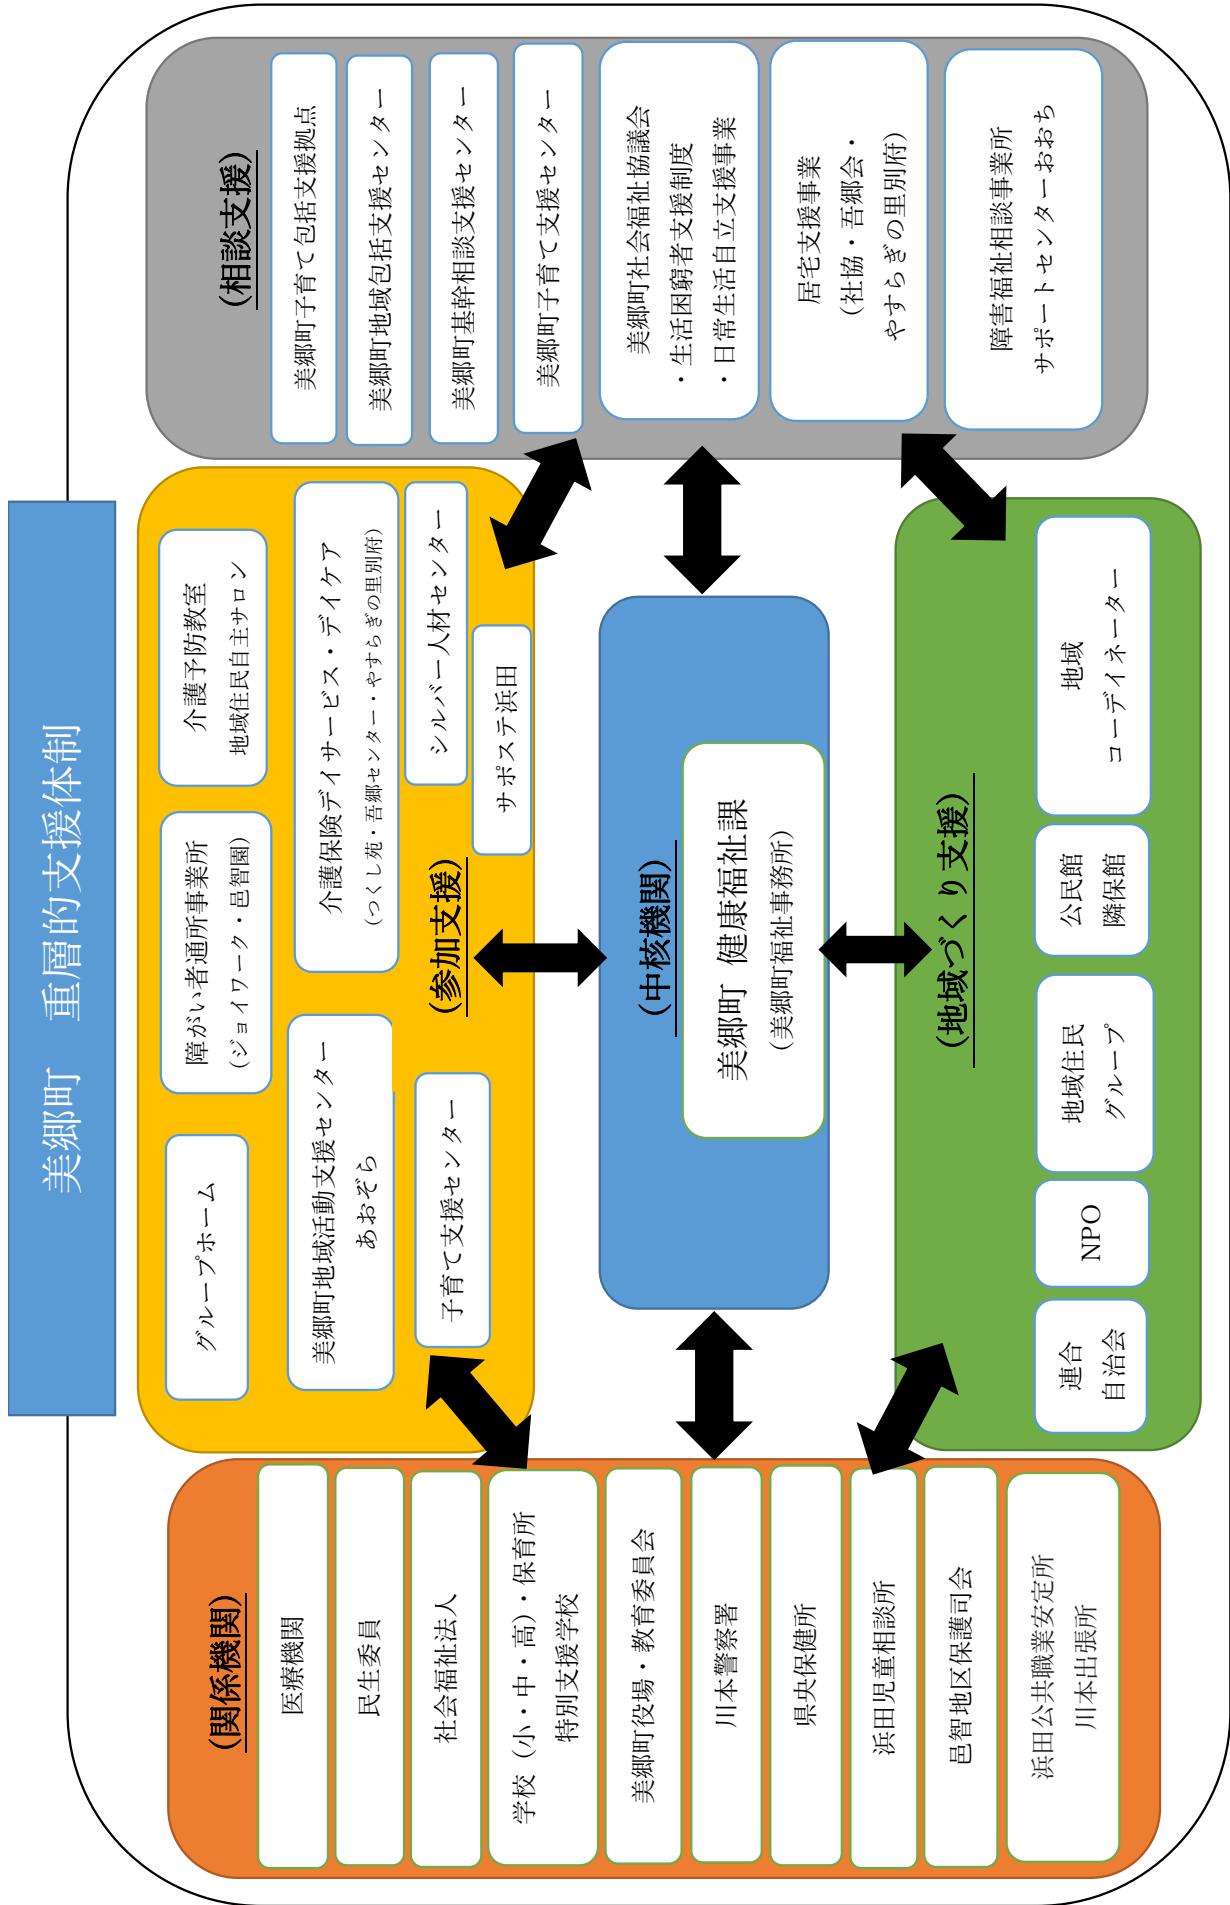 美郷町　重層的支援体制
(関係機関)
医療機関
民生委員
社会福祉法人
学校（小・中・高）・保育所
特別支援学校
美郷町役場・教育委員会
川本警察署
県央保健所
浜田児童相談所
邑智地区保護司会
浜田公共職業安定所
川本出張所
グループホーム
障がい者通所事業所
(ジョイワーク・邑智園)
介護予防教室
地域住民自主サロン
美郷町地域活動支援センター
あおぞら
介護保険デイサービス・デイケア
(つくし苑・吾郷センター・やすらぎの里別府)
子育て支援センター
(参加支援)
シルバー人材センター
サポステ浜田
(中核機関)
美郷町　健康福祉課
(美郷町福祉事務所)
(地域づくり支援)
連合
自治会
NPO
地域住民
グループ
公民館
隣保館
地域
コーディネーター
(相談支援)
美郷町子育て包括支援拠点
美郷町地域包括支援センター
美郷町基幹相談支援センター
美郷町子育て支援センター
美郷町社会福祉協議会
・生活困窮者支援制度
・日常生活自立支援事業
居宅支援事業
(社協・吾郷会・
やすらぎの里別府)
障害福祉相談事業所
サポートセンターおおち